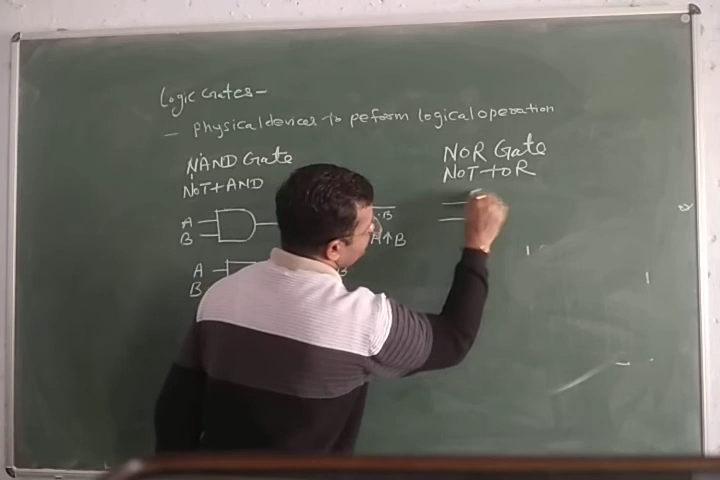 Logic Gates-
- Physical devices to peform logical operation
NAND Gate
NOT+AND
A
B
.B
A↑B
A
B
B
NOR Gate
NOT+OR